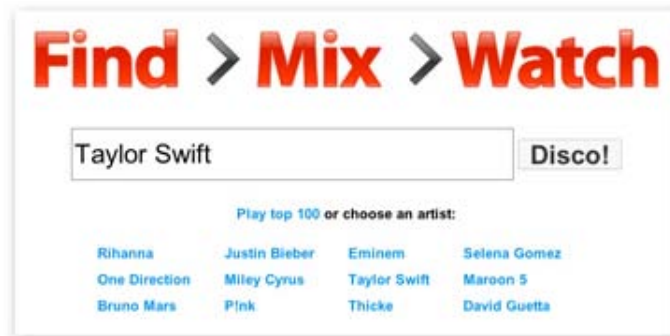 Find > Mix > Watch
Taylor Swift Disco!
Play top 100 or choose an artist:
Rihanna Justin Bieber Eminem Selena Gomez
One Direction Miley Cyrus Taylor Swift Maroon 5
Bruno Mars P!nk Thicke David Guetta